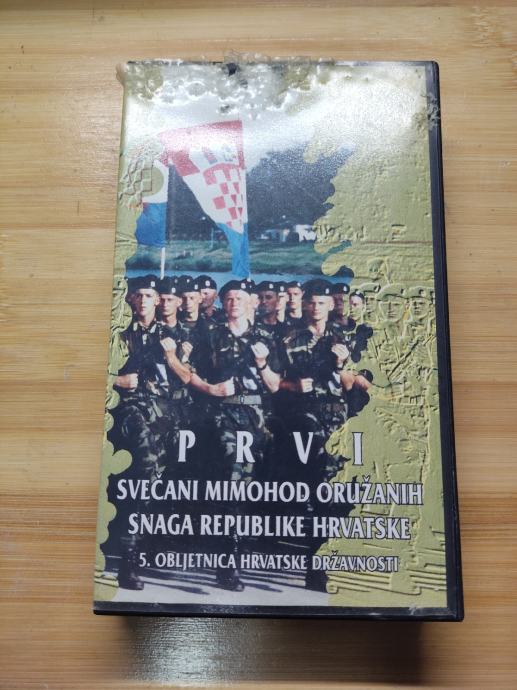 PRVI
SVEČANI MIMOHOD ORUŽANIH
SNAGA REPUBLIKE HRVATSKE
5. OBLJETNICA HRVATSKE DRŽAVNOSTI